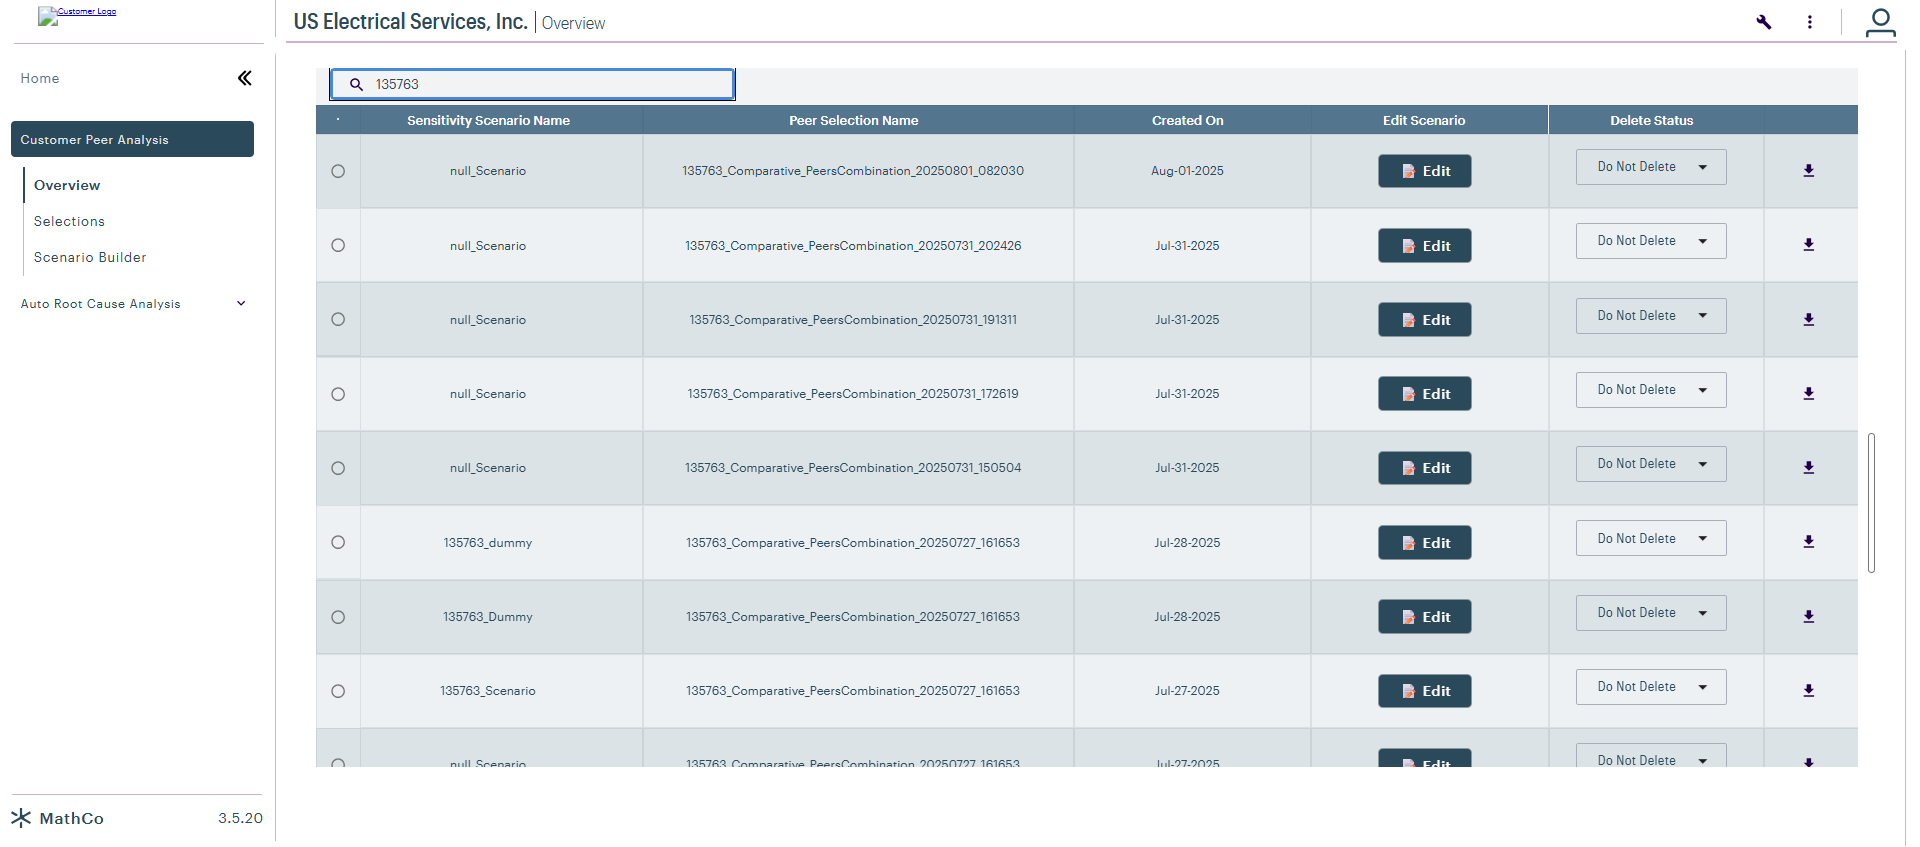 Customer Logo
US Electrical Services, Inc. | Overview
Home
Customer Peer Analysis
Overview
Selections
Scenario Builder
Auto Root Cause Analysis
MathCo 3.5.20
135763
Sensitivity Scenario Name Peer Selection Name Created On Edit Scenario Delete Status
null_Scenario 135763_Comparative_PeersCombination_20250801_082030 Aug-01-2025 Edit Do Not Delete
null_Scenario 135763_Comparative_PeersCombination_20250731_202426 Jul-31-2025 Edit Do Not Delete
null_Scenario 135763_Comparative_PeersCombination_20250731_191311 Jul-31-2025 Edit Do Not Delete
null_Scenario 135763_Comparative_PeersCombination_20250731_172619 Jul-31-2025 Edit Do Not Delete
null_Scenario 135763_Comparative_PeersCombination_20250731_150504 Jul-31-2025 Edit Do Not Delete
135763_dummy 135763_Comparative_PeersCombination_20250727_161653 Jul-28-2025 Edit Do Not Delete
135763_Dummy 135763_Comparative_PeersCombination_20250727_161653 Jul-28-2025 Edit Do Not Delete
135763_Scenario 135763_Comparative_PeersCombination_20250727_161653 Jul-27-2025 Edit Do Not Delete
null_Scenario 135763_Comparative_PeersCombination_20250727_161653 Jul-27-2025 Edit Do Not Delete